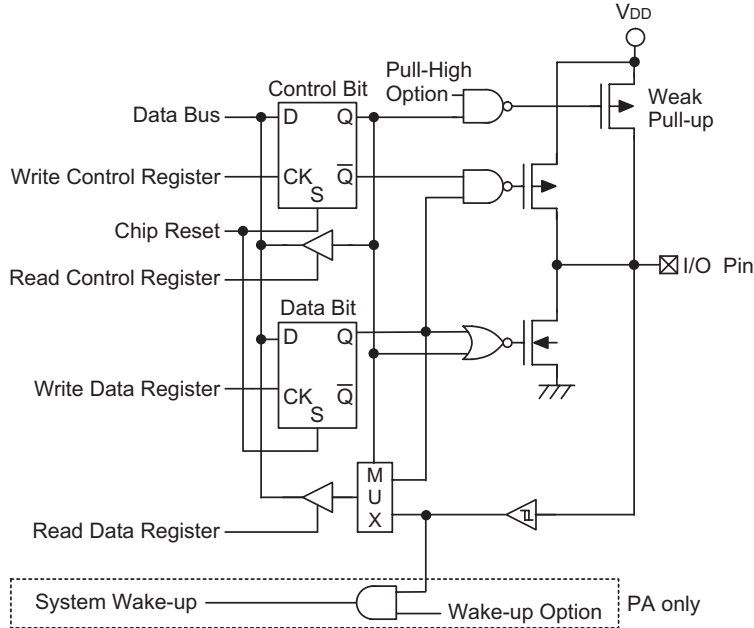 VDD
Pull-High
Option
Control Bit
Weak
Pull-up
Data Bus
D
Q
Write Control Register
CK
Q
S
Chip Reset
I/O Pin
Read Control Register
Data Bit
D
Q
Write Data Register
CK
Q
S
M
U
X
Read Data Register
System Wake-up
Wake-up Option
PA only